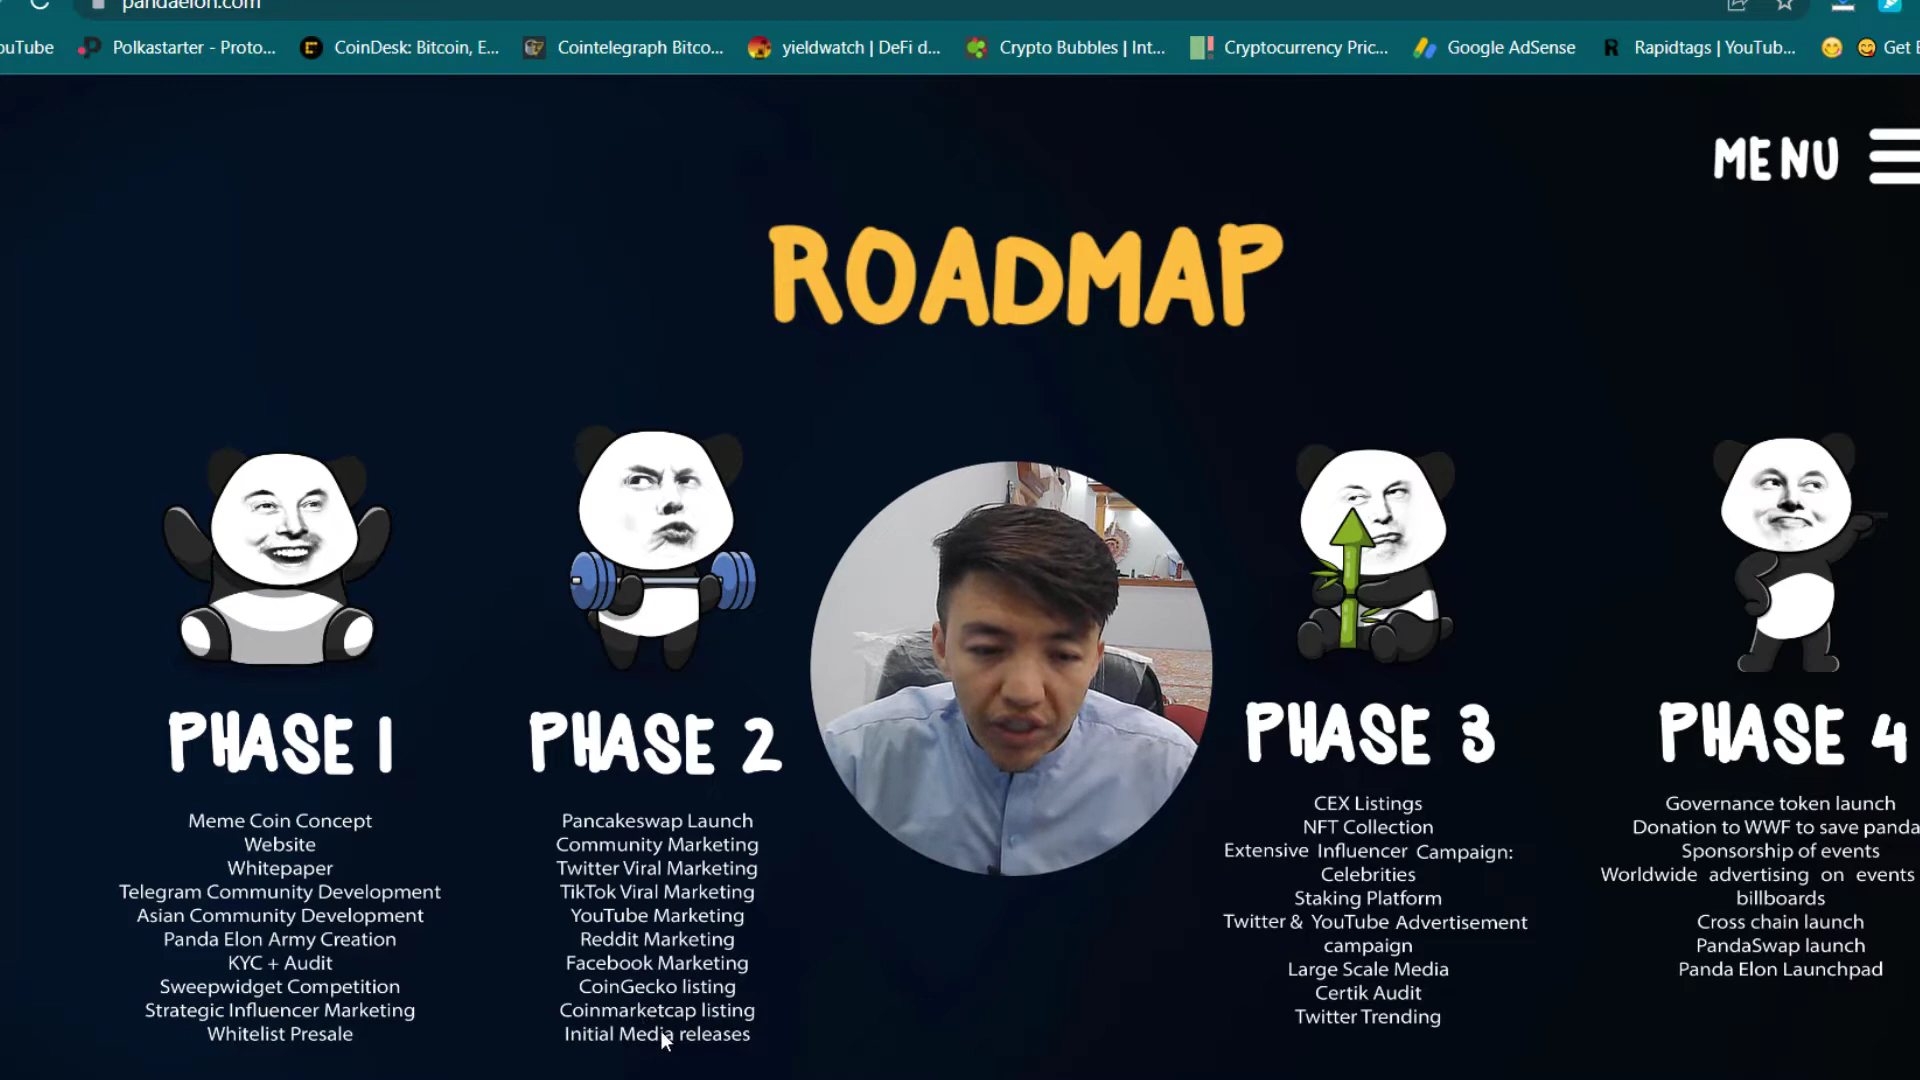 pandaelon.com
ouTube
Polkastarter - Proto...
CoinDesk: Bitcoin, E...
Cointelegraph Bitco...
yieldwatch | DeFi d...
Crypto Bubbles | Int...
Cryptocurrency Pric...
Google AdSense
Rapidtags | YouTub...
Get E
MENU
ROADMAP
PHASE 1
Meme Coin Concept
Website
Whitepaper
Telegram Community Development
Asian Community Development
Panda Elon Army Creation
KYC + Audit
Sweepwidget Competition
Strategic Influencer Marketing
Whitelist Presale
PHASE 2
Pancakeswap Launch
Community Marketing
Twitter Viral Marketing
TikTok Viral Marketing
YouTube Marketing
Reddit Marketing
Facebook Marketing
CoinGecko listing
Coinmarketcap listing
Initial Media releases
PHASE 3
CEX Listings
NFT Collection
Extensive Influencer Campaign:
Celebrities
Staking Platform
Twitter & YouTube Advertisement
campaign
Large Scale Media
Certik Audit
Twitter Trending
PHASE 4
Governance token launch
Donation to WWF to save panda
Sponsorship of events
Worldwide advertising on events
billboards
Cross chain launch
PandaSwap launch
Panda Elon Launchpad